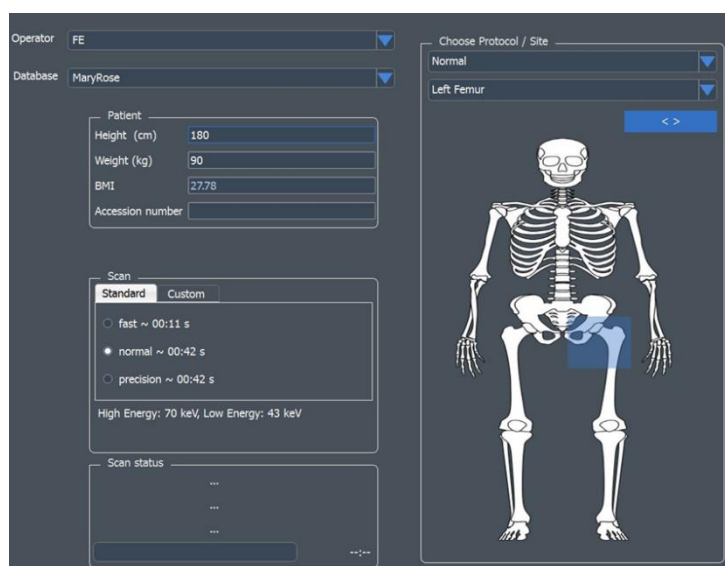 Operator FE
Database MaryRose
Patient
Height (cm) 180
Weight (kg) 90
BMI 27.78
Accession number
Scan
Standard Custom
fast ~ 00:11 s
normal ~ 00:42 s
precision ~ 00:42 s
High Energy: 70 keV, Low Energy: 43 keV
Scan status
...
...
...
--:--
Choose Protocol / Site
Normal
Left Femur
< >